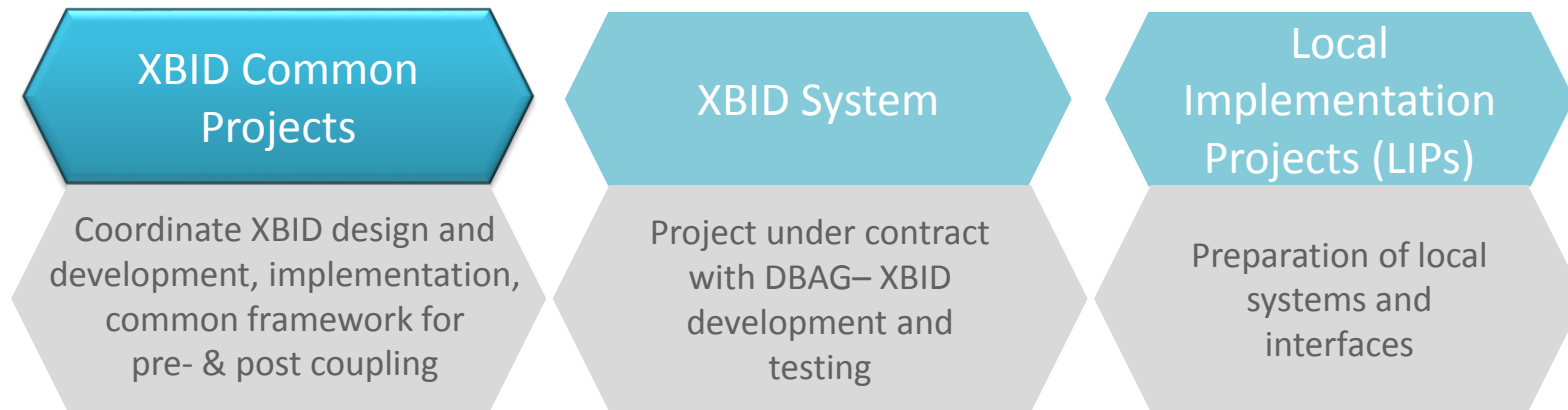 XBID Common
Projects
Coordinate XBID design and
development, implementation,
common framework for
pre- & post coupling
XBID System
Project under contract
with DBAG– XBID
development and
testing
Local
Implementation
Projects (LIPs)
Preparation of local
systems and
interfaces